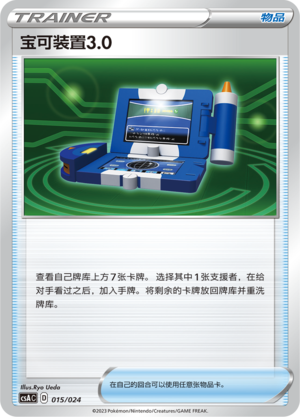 TRAINER 物品
宝可装置3.0
查看自己牌库上方7张卡牌。 选择其中1张支援者，在给
对手看过之后，加入手牌。将剩余的卡牌放回牌库并重洗
牌库。
Illus.Ryo Ueda
csA C D 015/024
在自己的回合可以使用任意张物品卡。
©2023 Pokémon/Nintendo/Creatures/GAME FREAK.